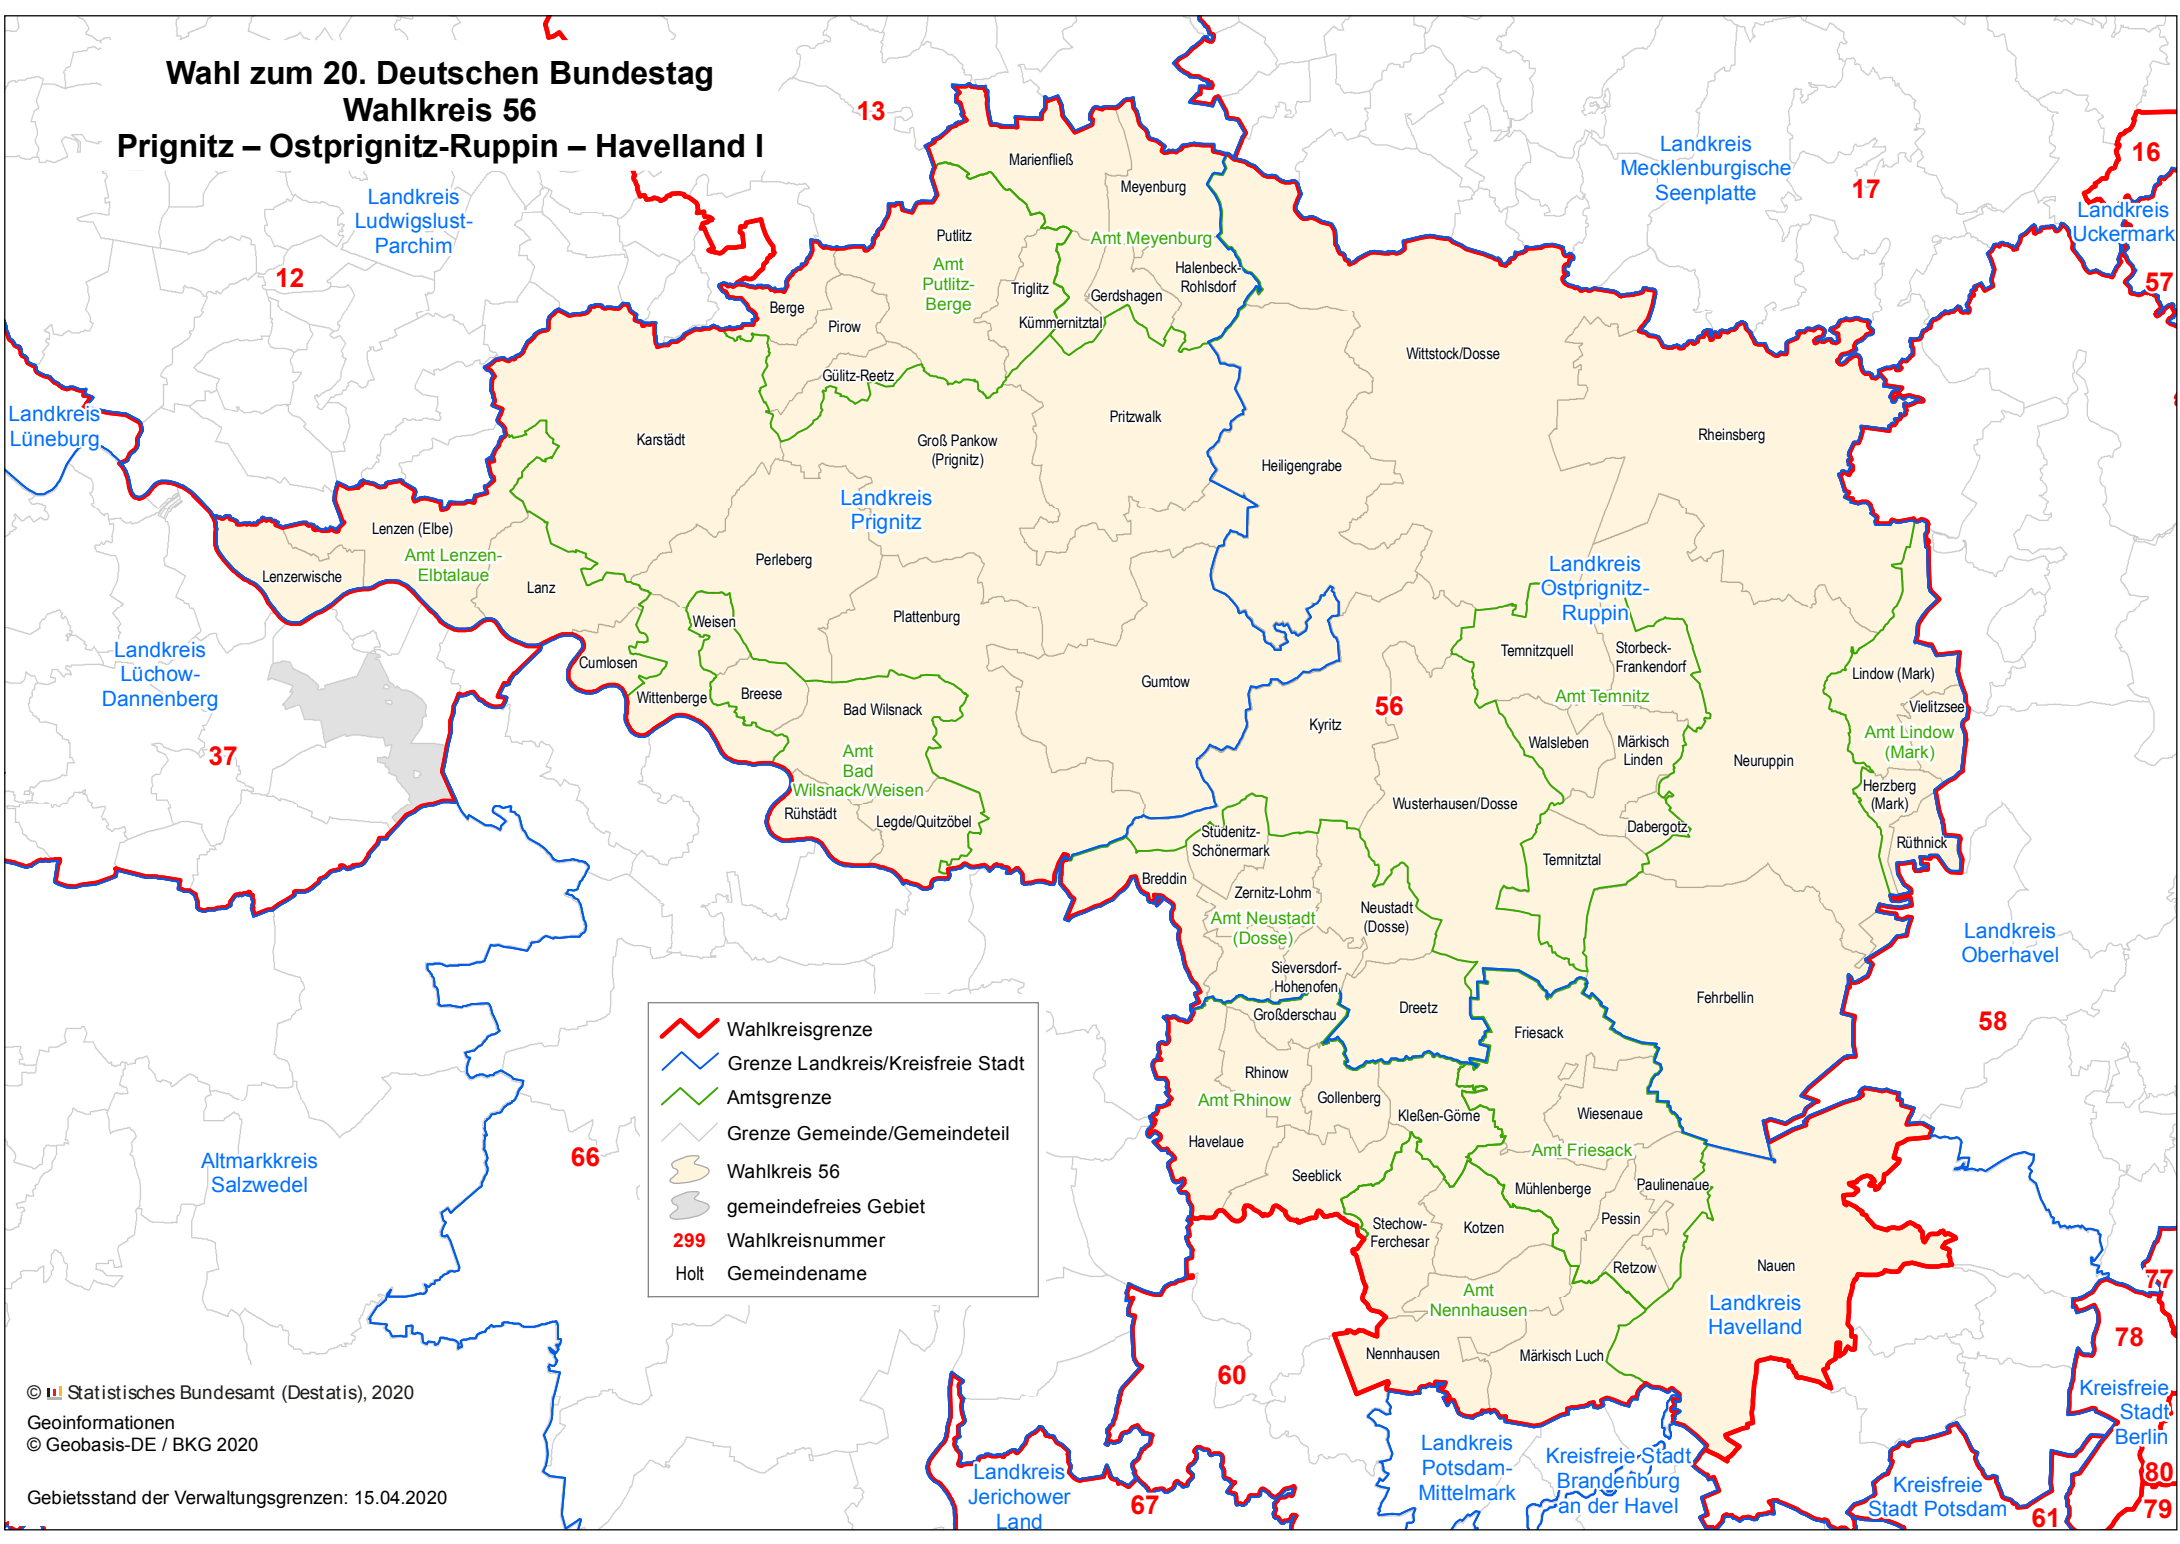 Wahl zum 20. Deutschen Bundestag
Wahlkreis 56
Prignitz – Ostprignitz-Ruppin – Havelland I
13
Landkreis
Mecklenburgische
Seenplatte
17
16
Landkreis
Uckermark
57
Landkreis
Ludwigslust-
Parchim
12
Landkreis
Lüneburg
Marienfließ
Meyenburg
Amt Meyenburg
Putlitz
Amt
Putlitz-
Berge
Triglitz
Halenbeck-
Rohlsdorf
Gerdshagen
Kümmernitztal
Berge
Pirow
Gülitz-Reetz
Wittstock/Dosse
Rheinsberg
Pritzwalk
Karstädt
Groß Pankow
(Prignitz)
Heiligengrabe
Landkreis
Prignitz
Lenzen (Elbe)
Amt Lenzen-
Elbtalaue
Lenzerwische
Lanz
Perleberg
Plattenburg
Landkreis
Ostprignitz-
Ruppin
Weisen
Cumlosen
Wittenberge
Breese
Bad Wilsnack
Amt
Bad
Wilsnack/Weisen
Rühstädt
Legde/Quitzöbel
Gumtow
Kyritz
56
Temnitzquell
Storbeck-
Frankendorf
Amt Temnitz
Walsleben
Märkisch
Linden
Neuruppin
Wusterhausen/Dosse
Dabergotz
Temnitztal
Lindow (Mark)
Vielitzsee
Amt Lindow
(Mark)
Herzberg
(Mark)
Rüthnick
Landkreis
Lüchow-
Dannenberg
37
Stüdenitz-
Schönermark
Breddin
Zernitz-Lohm
Amt Neustadt
(Dosse)
Neustadt
(Dosse)
Sieversdorf-
Hohenofen
Dreetz
Fehrbellin
Landkreis
Oberhavel
58
Großderschau
Friesack
Rhinow
Amt Rhinow
Gollenberg
Kleßen-Görne
Wiesenaue
Havelaue
Amt Friesack
Seeblick
Mühlenberge
Paulinenaue
Pessin
Stechow-
Ferchesar
Kotzen
Retzow
Nauen
Amt
Nennhausen
Landkreis
Havelland
Nennhausen
Märkisch Luch
Altmarkkreis
Salzwedel
66
Wahlkreisgrenze
Grenze Landkreis/Kreisfreie Stadt
Amtsgrenze
Grenze Gemeinde/Gemeindeteil
Wahlkreis 56
gemeindefreies Gebiet
299 Wahlkreisnummer
Holt Gemeindename
60
77
78
Kreisfreie
Stadt
Berlin
80
79
61
Kreisfreie
Stadt Potsdam
Landkreis
Potsdam-
Mittelmark
Kreisfreie Stadt
Brandenburg
an der Havel
67
Landkreis
Jerichower
Land
© Statistisches Bundesamt (Destatis), 2020
Geoinformationen
© Geobasis-DE / BKG 2020
Gebietsstand der Verwaltungsgrenzen: 15.04.2020